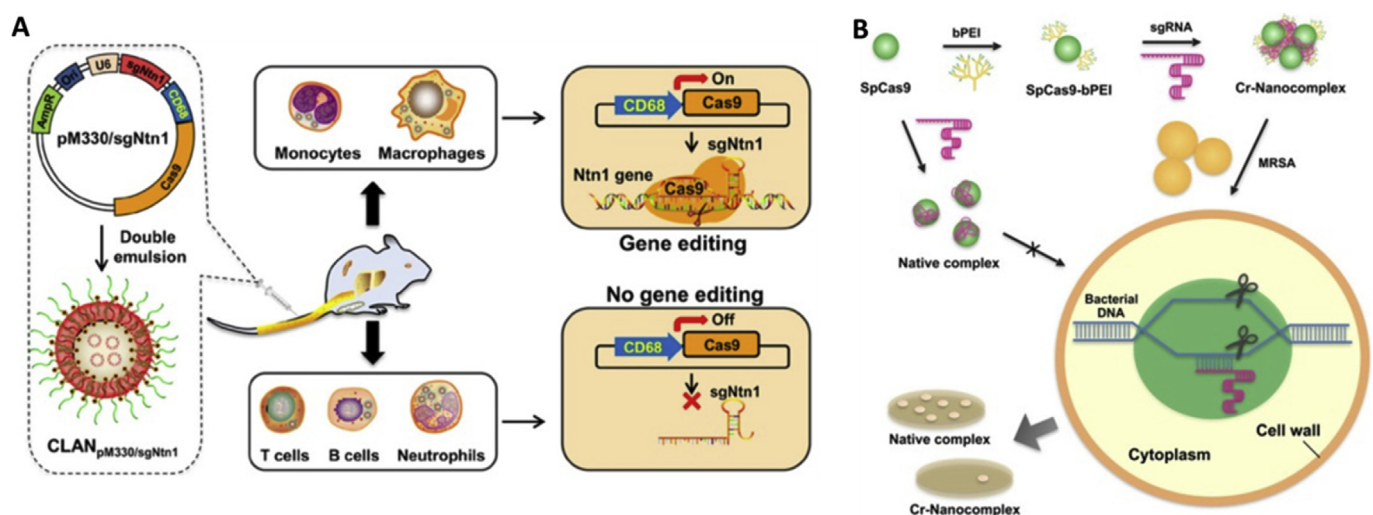 A
AmpR
Ori
U6
sgNtn1
CD68
Cas9
pM330/sgNtn1
Double
emulsion
CLANpM330/sgNtn1
Monocytes Macrophages
T cells B cells Neutrophils
On
CD68 Cas9
sgNtn1
Ntn1 gene
Cas9
Gene editing
No gene editing
Off
CD68 Cas9
sgNtn1
B
bPEI
sgRNA
SpCas9
SpCas9-bPEI
Cr-Nanocomplex
MRSA
Native complex
Bacterial
DNA
Native complex
Cell wall
Cytoplasm
Cr-Nanocomplex